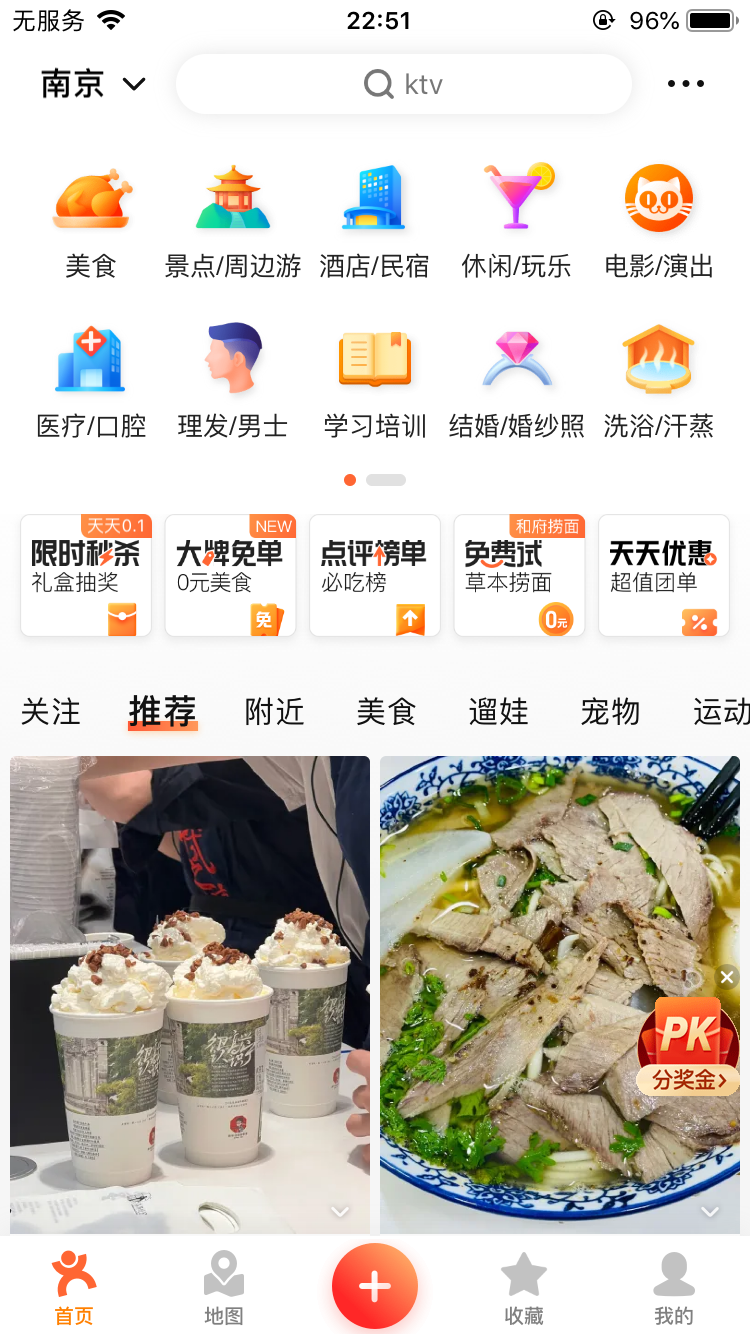 无服务 22:51 96%
南京 ktv
美食 景点/周边游 酒店/民宿 休闲/玩乐 电影/演出
医疗/口腔 理发/男士 学习培训 结婚/婚纱照 洗浴/汗蒸
天天0.1 NEW 和府捞面
限时秒杀 大牌免单 点评榜单 免费试 天天优惠
礼盒抽奖 0元美食 必吃榜 草本捞面 超值团单
免 0元 %
关注 推荐 附近 美食 遛娃 宠物 运动
PK
分奖金
首页 地图 收藏 我的